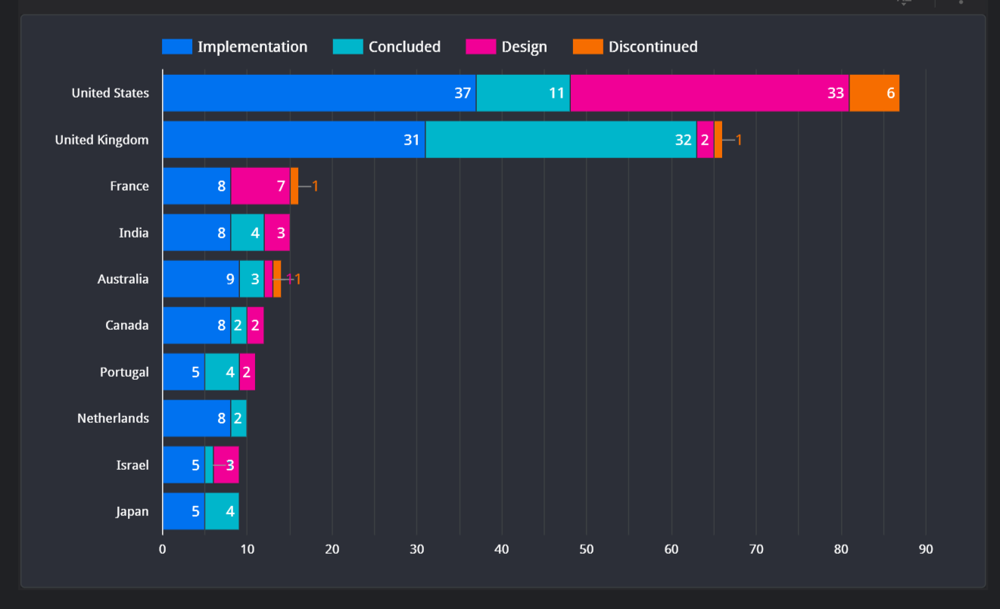 Implementation Concluded Design Discontinued
United States 37 11 33 6
United Kingdom 31 32 2 1
France 8 7 1
India 8 4 3
Australia 9 3 1 1
Canada 8 2 2
Portugal 5 4 2
Netherlands 8 2
Israel 5 3
Japan 5 4
0 10 20 30 40 50 60 70 80 90